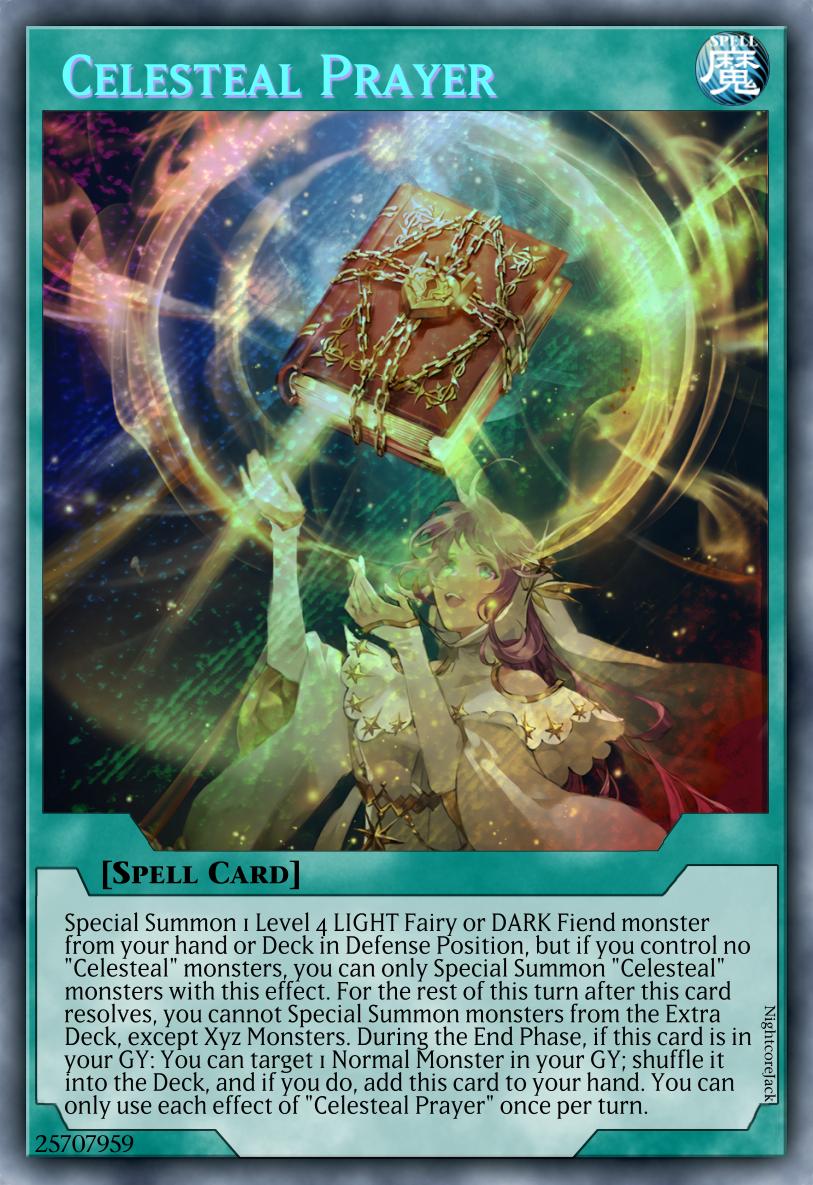 Celesteal Prayer
SPELL
魔
[Spell Card]
Special Summon 1 Level 4 LIGHT Fairy or DARK Fiend monster
from your hand or Deck in Defense Position, but if you control no
"Celesteal" monsters, you can only Special Summon "Celesteal"
monsters with this effect. For the rest of this turn after this card
resolves, you cannot Special Summon monsters from the Extra
Deck, except Xyz Monsters. During the End Phase, if this card is in
your GY: You can target 1 Normal Monster in your GY; shuffle it
into the Deck, and if you do, add this card to your hand. You can
only use each effect of "Celesteal Prayer" once per turn.
NightcoreJack
25707959